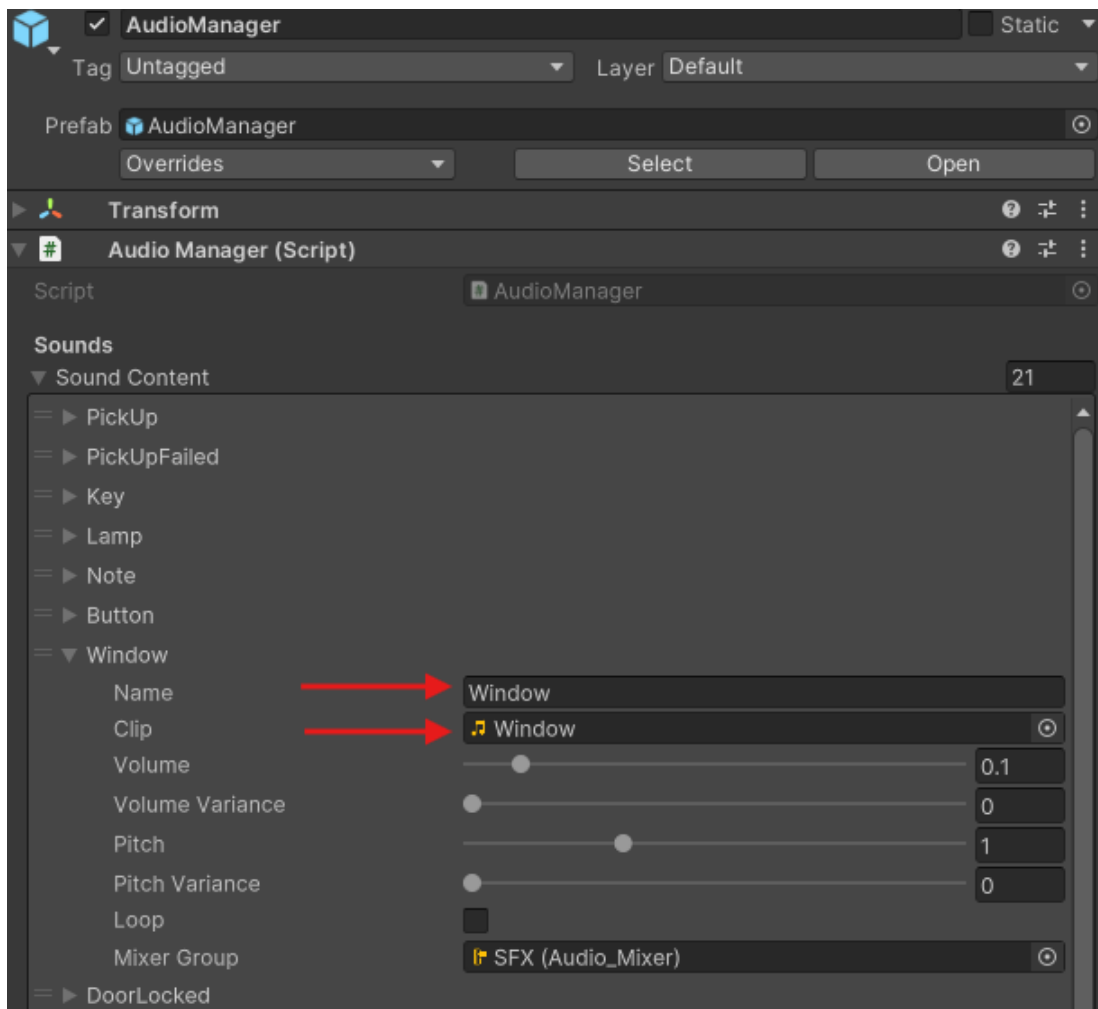 AudioManager Static
Tag Untagged Layer Default
Prefab AudioManager
Overrides Select Open
Transform
# Audio Manager (Script)
Script # AudioManager
Sounds
Sound Content 21
PickUp
PickUpFailed
Key
Lamp
Note
Button
Window
Name Window
Clip Window
Volume 0.1
Volume Variance 0
Pitch 1
Pitch Variance 0
Loop
Mixer Group SFX (Audio_Mixer)
DoorLocked